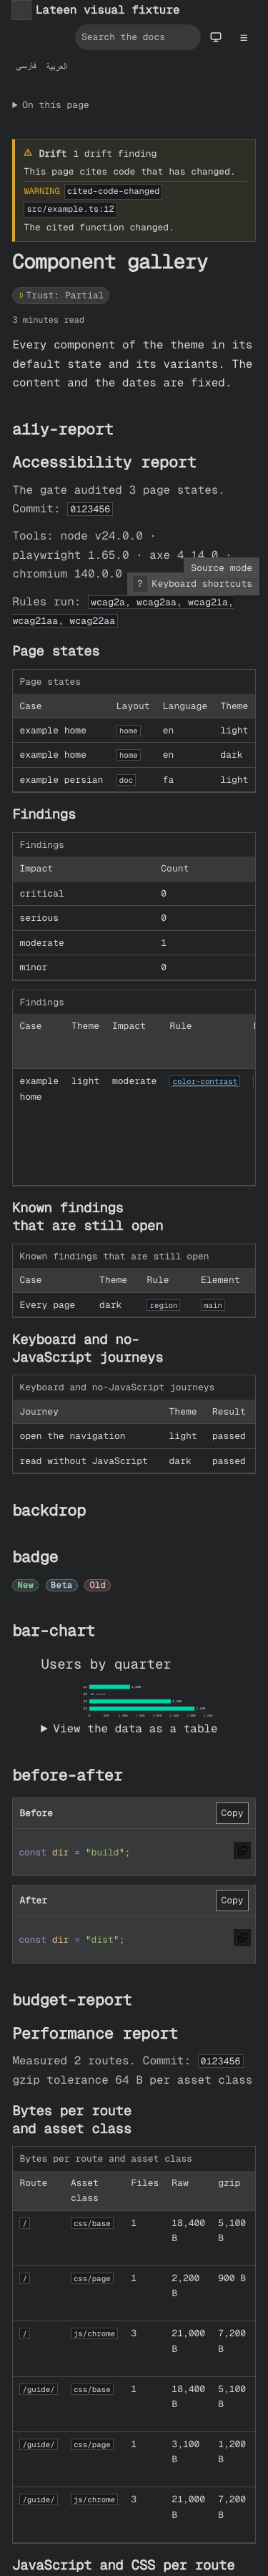 Lateen visual fixture
Search the docs
فارسی العربية
On this page
Drift 1 drift finding
This page cites code that has changed.
WARNING cited-code-changed
src/example.ts:12
The cited function changed.
Component gallery
Trust: Partial
3 minutes read
Every component of the theme in its
default state and its variants. The
content and the dates are fixed.
a11y-report
Accessibility report
The gate audited 3 page states.
Commit: 0123456
Tools: node v24.0.0 ·
playwright 1.65.0 · axe 4.14.0 ·
chromium 140.0.0
Source mode
? Keyboard shortcuts
Rules run: wcag2a, wcag2aa, wcag21a,
wcag21aa, wcag22aa
Page states
Page states
Case Layout Language Theme
example home home en light
example home home en dark
example persian doc fa light
Findings
Findings
Impact Count
critical 0
serious 0
moderate 1
minor 0
Findings
Case Theme Impact Rule
example light moderate color-contrast
home
Known findings
that are still open
Known findings that are still open
Case Theme Rule Element
Every page dark region main
Keyboard and no-
JavaScript journeys
Keyboard and no-JavaScript journeys
Journey Theme Result
open the navigation light passed
read without JavaScript dark passed
backdrop
badge
New Beta Old
bar-chart
Users by quarter
View the data as a table
before-after
Before Copy
const dir = "build";
After Copy
const dir = "dist";
budget-report
Performance report
Measured 2 routes. Commit: 0123456
gzip tolerance 64 B per asset class
Bytes per route
and asset class
Bytes per route and asset class
Route Asset Files Raw gzip
class
/ css/base 1 18,400 5,100
B B
/ css/page 1 2,200 900 B
B
/ js/chrome 3 21,000 7,200
B B
/guide/ css/base 1 18,400 5,100
B B
/guide/ css/page 1 3,100 1,200
B B
/guide/ js/chrome 3 21,000 7,200
B B
JavaScript and CSS per route